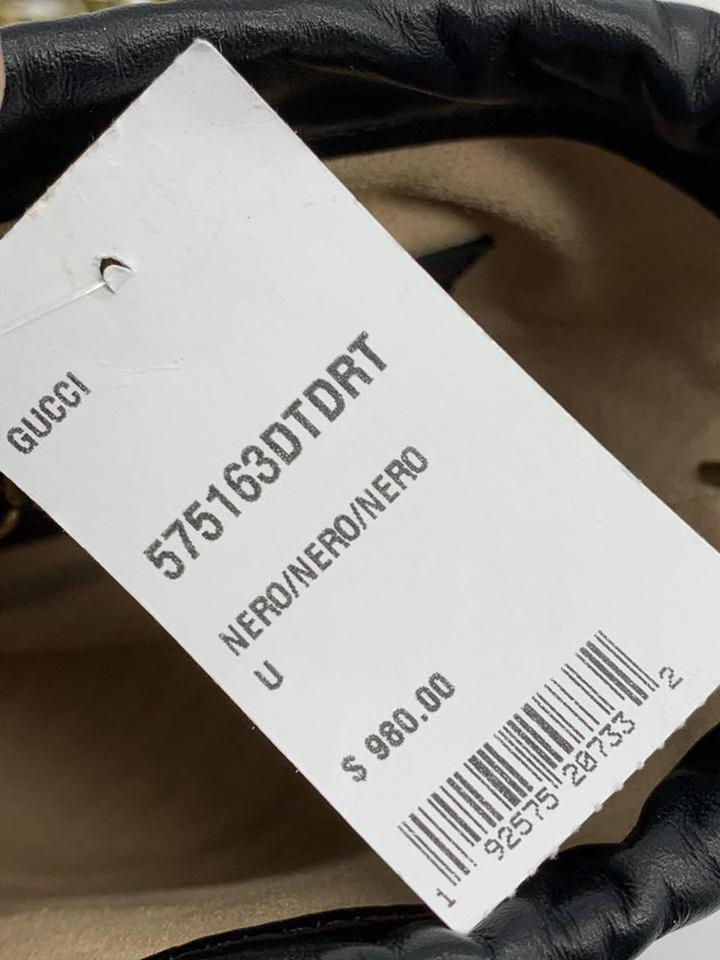 GUCCI
575163DTDRT
NERO/NERO/NERO
U
$ 980.00
1 92575 20733 2